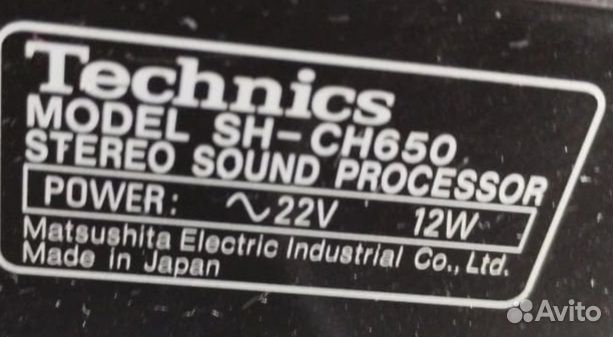 Technics
MODEL SH-CH650
STEREO SOUND PROCESSOR
POWER: ∿22V 12W
Matsushita Electric Industrial Co., Ltd.
Made in Japan
Avito